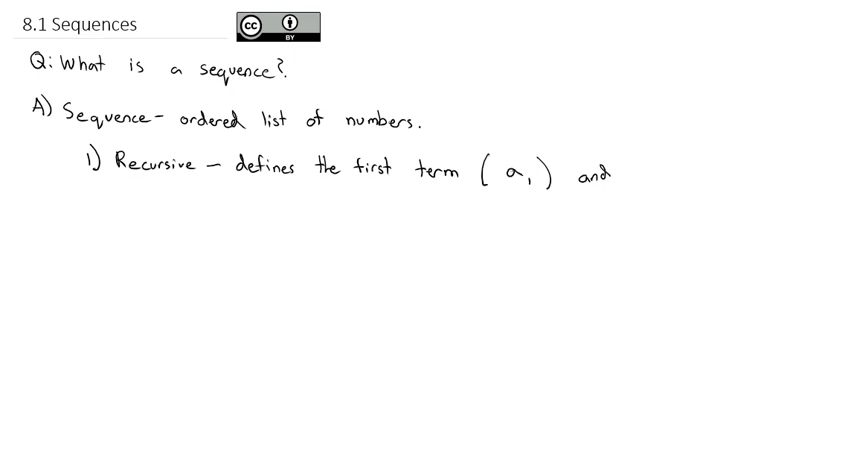 8.1 Sequences
cc BY
Q: What is a sequence?
A) Sequence - ordered list of numbers.
1) Recursive - defines the first term (a₁) and